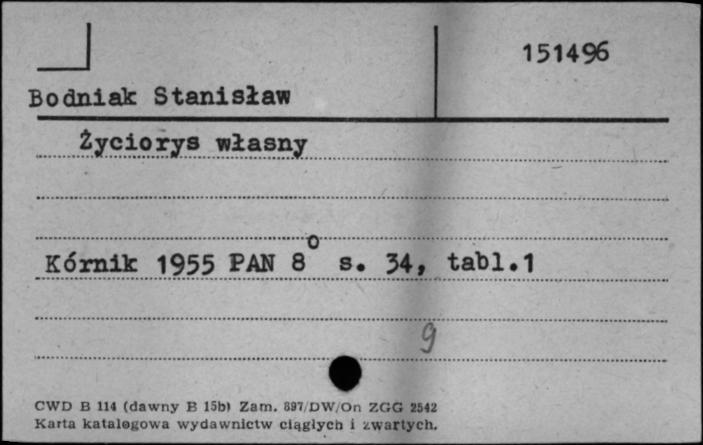 151496
Bodniak Stanisław
Życiorys własny
Kórnik 1955 PAN 8° s. 34, tabl.1
9
CWD B 114 (dawny B 15b) Zam. 897/DW/On ZGG 2542
Karta katalogowa wydawnictw ciągłych i zwartych.